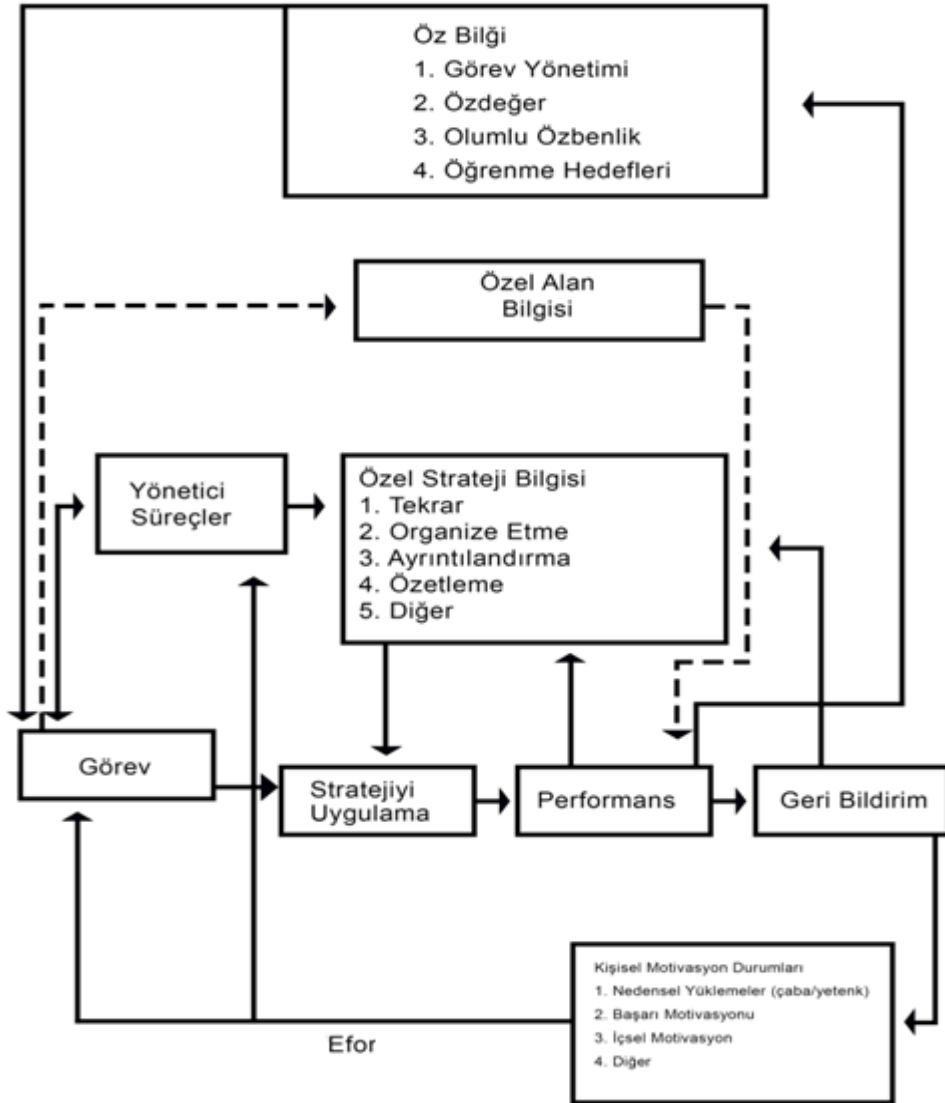 Öz Bilği
1. Görev Yönetimi
2. Özdeğer
3. Olumlu Özbenlik
4. Öğrenme Hedefleri
Özel Alan
Bilgisi
Yönetici
Süreçler
Özel Strateji Bilgisi
1. Tekrar
2. Organize Etme
3. Ayrıntılandırma
4. Özetleme
5. Diğer
Görev
Stratejiyi
Uygulama
Performans
Geri Bildirim
Kişisel Motivasyon Durumları
1. Nedensel Yüklemeler (çaba/yetenk)
2. Başarı Motivasyonu
3. İçsel Motivasyon
4. Diğer
Efor